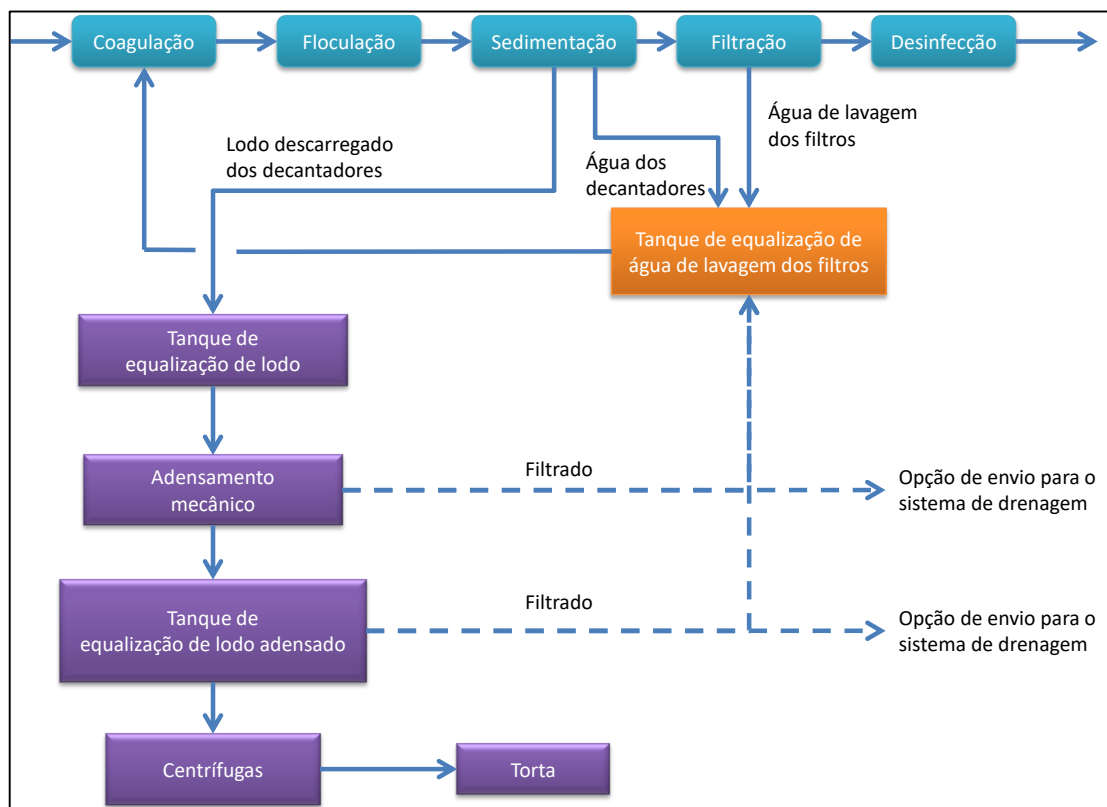 Coagulação
Floculação
Sedimentação
Filtração
Desinfecção
Água de lavagem
dos filtros
Lodo descarregado
dos decantadores
Água dos
decantadores
Tanque de equalização de
água de lavagem dos filtros
Tanque de
equalização de lodo
Adensamento
mecânico
Filtrado
Opção de envio para o
sistema de drenagem
Tanque de
equalização de lodo adensado
Filtrado
Opção de envio para o
sistema de drenagem
Centrífugas
Torta